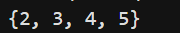 {2, 3, 4, 5}